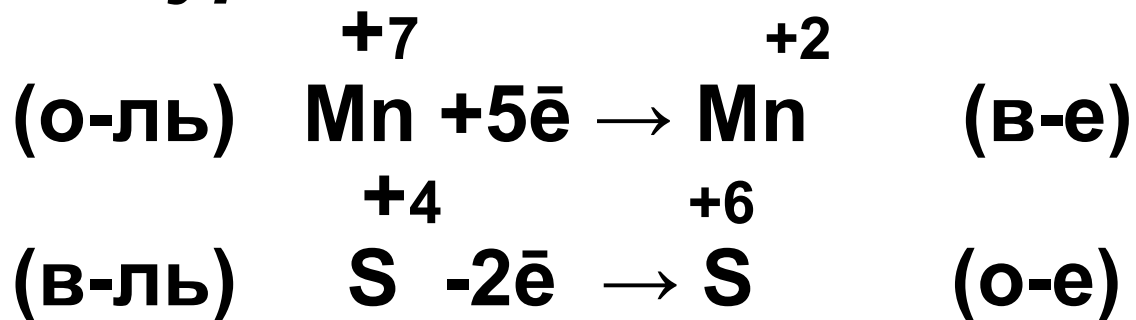 +7 +2
(о-ль) Mn +5ē → Mn (в-е)
+4 +6
(в-ль) S -2ē → S (о-е)